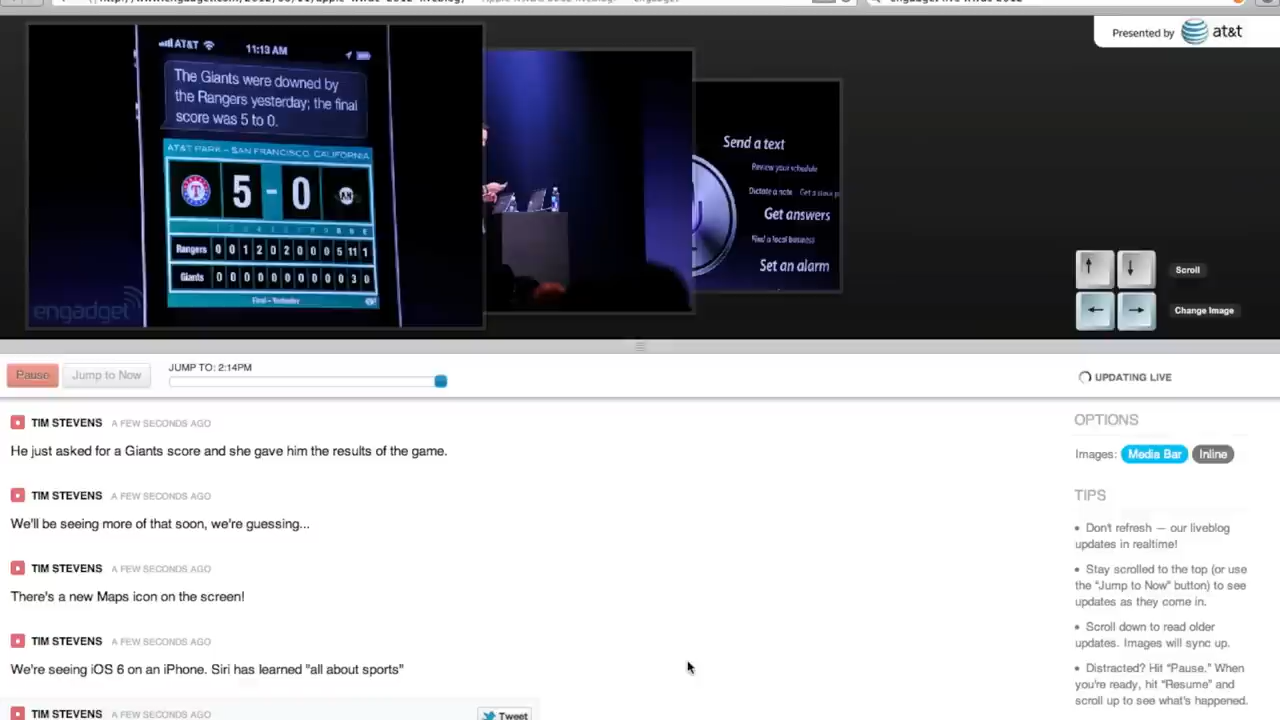 Presented by at&t
AT&T 11:13 AM
The Giants were downed by
the Rangers yesterday; the final
score was 5 to 0.
AT&T PARK – SAN FRANCISCO, CALIFORNIA
T 5 - 0
Rangers 0 0 1 2 0 2 0 0 0 5 11 1
Giants 0 0 0 0 0 0 0 0 0 0 3 0
Final – Yesterday
engadget
Send a text
Review your schedule
Dictate a note
Get answers
Find a local business
Set an alarm
Scroll
Change Image
Pause
Jump to Now
JUMP TO: 2:14PM
UPDATING LIVE
TIM STEVENS A FEW SECONDS AGO
He just asked for a Giants score and she gave him the results of the game.
TIM STEVENS A FEW SECONDS AGO
We'll be seeing more of that soon, we're guessing...
TIM STEVENS A FEW SECONDS AGO
There's a new Maps icon on the screen!
TIM STEVENS A FEW SECONDS AGO
We're seeing iOS 6 on an iPhone. Siri has learned "all about sports"
TIM STEVENS A FEW SECONDS AGO
Tweet
OPTIONS
Images: Media Bar Inline
TIPS
• Don't refresh — our liveblog
updates in realtime!
• Stay scrolled to the top (or use
the "Jump to Now" button) to see
updates as they come in.
• Scroll down to read older
updates. Images will sync up.
• Distracted? Hit "Pause." When
you're ready, hit "Resume" and
scroll up to see what's happened.